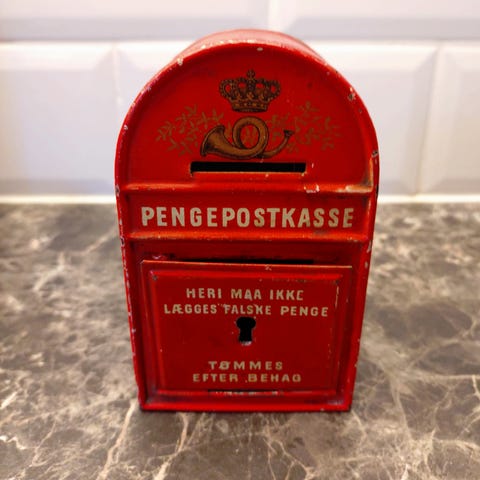 PENGEPOSTKASSE
HERI MAA IKKE
LÆGGES FALSKE PENGE
TØMMES
EFTER BEHAG